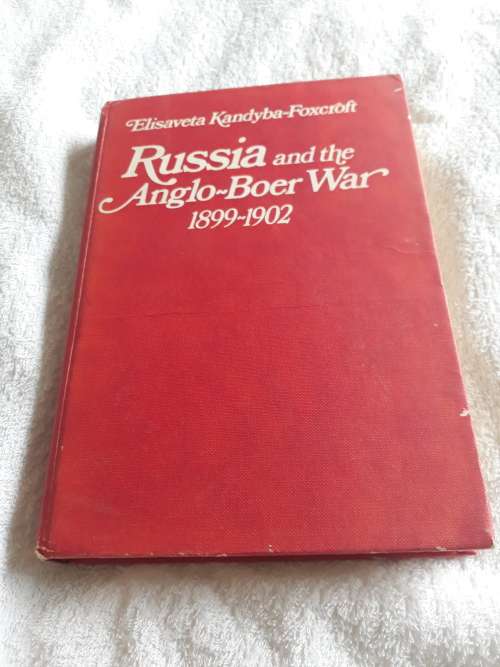 Elisaveta Kandyba-Foxcroft
Russia and the
Anglo-Boer War
1899-1902